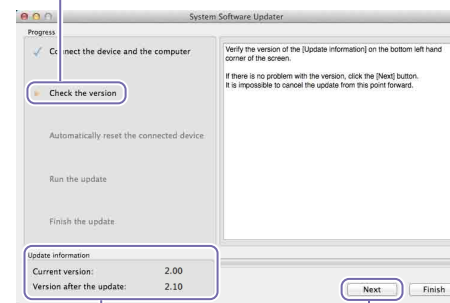 System Software Updater
Progress
Connect the device and the computer
Check the version
Automatically reset the connected device
Run the update
Finish the update
Verify the version of the [Update information] on the bottom left hand
corner of the screen.
If there is no problem with the version, click the [Next] button.
It is impossible to cancel the update from this point forward.
Update information
Current version: 2.00
Version after the update: 2.10
Next
Finish